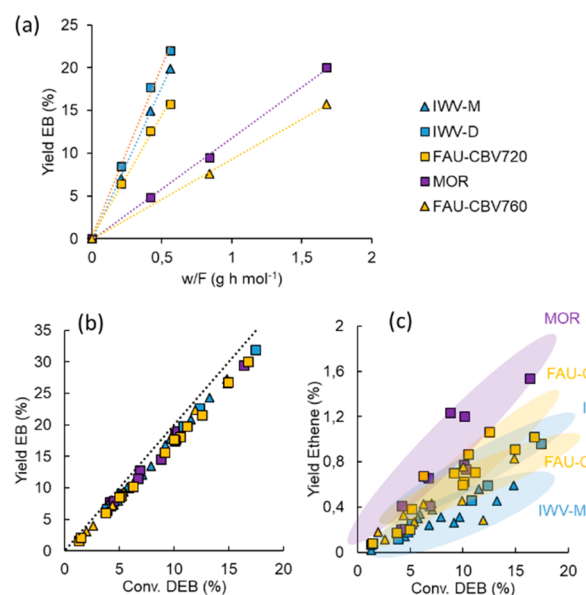 (a)
25
20
15
10
5
0
Yield EB (%)
0
0,5
1
1,5
2
w/F (g h mol⁻¹)
IWV-M
IWV-D
FAU-CBV720
MOR
FAU-CBV760
(b)
35
30
25
20
15
10
5
0
Yield EB (%)
0
5
10
15
20
Conv. DEB (%)
(c)
2
1,6
1,2
0,8
0,4
0
Yield Ethene (%)
0
5
10
15
20
Conv. DEB (%)
MOR
FAU-C
I
FAU-C
IWV-M